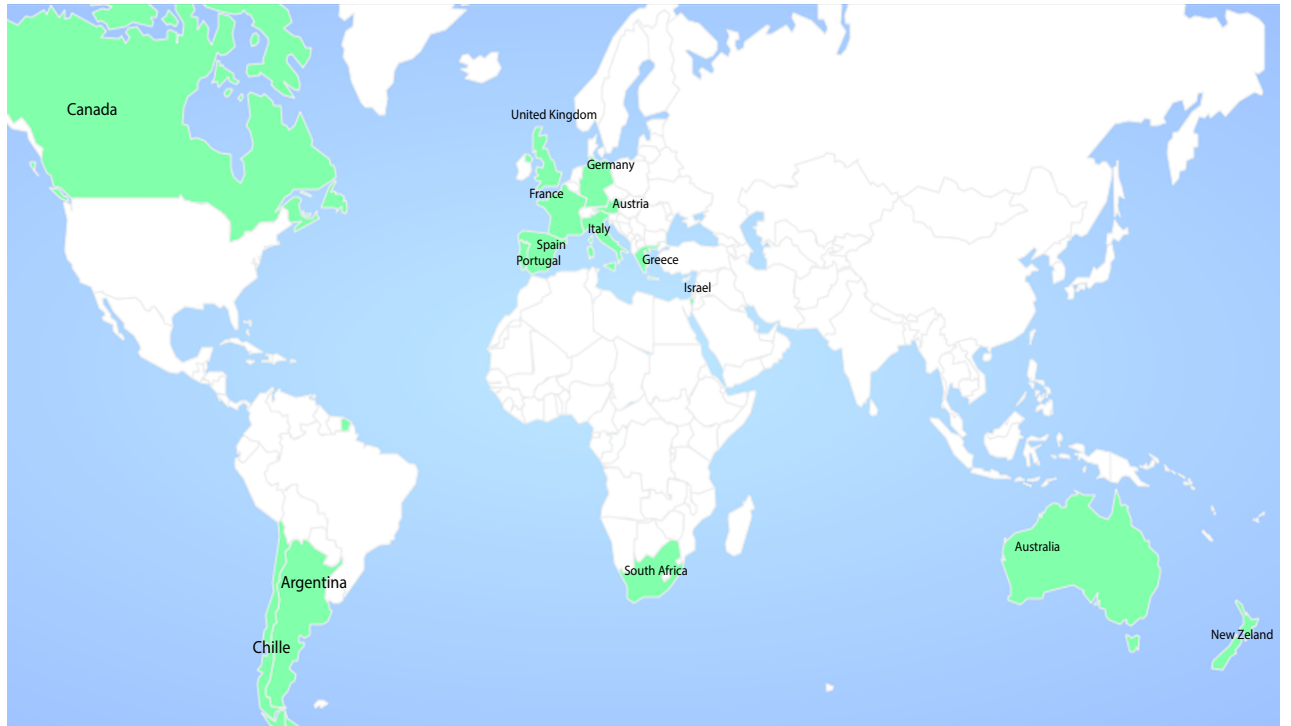 Canada
United Kingdom
Germany
France
Austria
Italy
Spain
Portugal
Greece
Israel
Australia
South Africa
Argentina
New Zeland
Chille